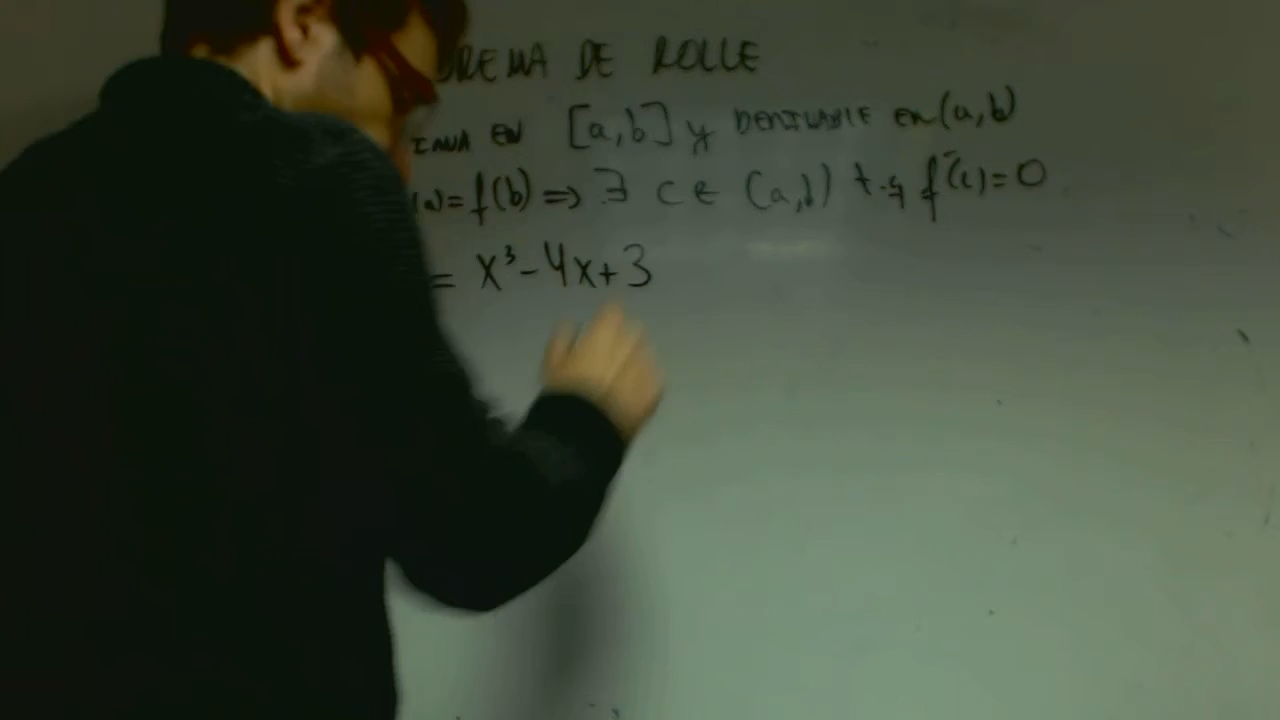 OREMA DE ROLLE
INUA EN [a,b] y DERIVABLE EN (a,b)
(a)=f(b) ⇒ ∃ c ∈ (a,b) t.q f'(c)=0
= x³-4x+3